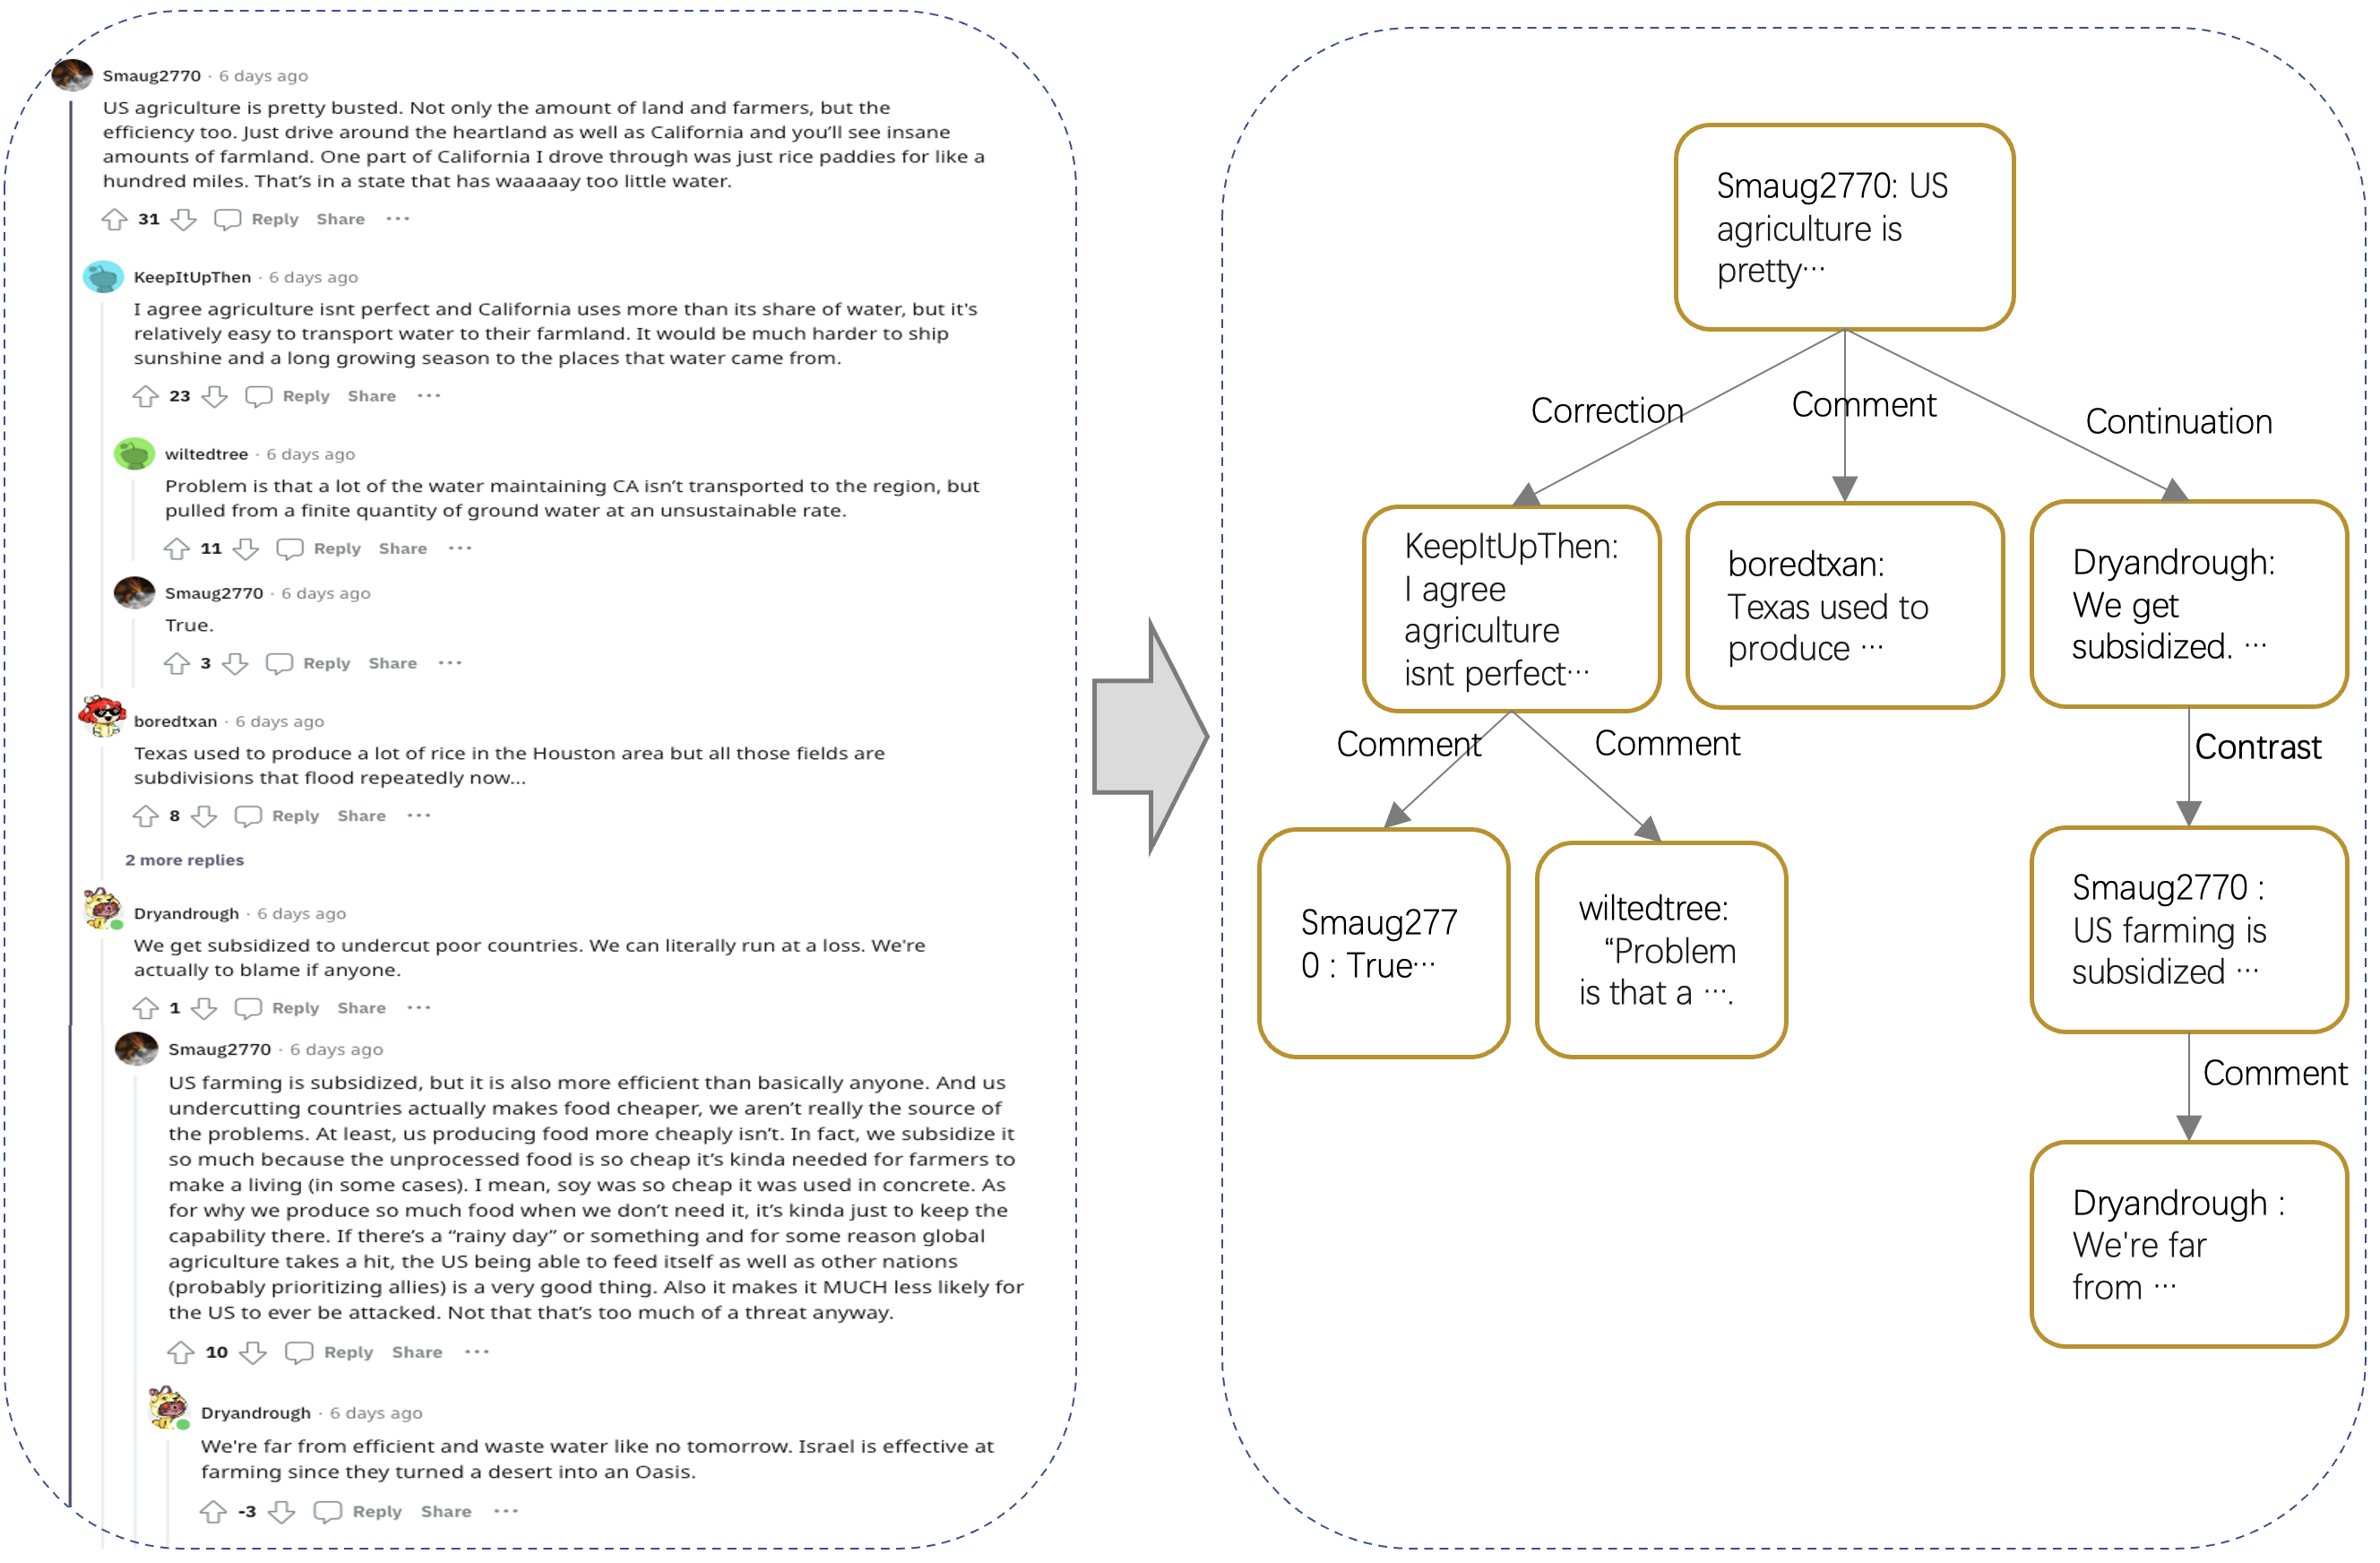 Smaug2770 · 6 days ago
US agriculture is pretty busted. Not only the amount of land and farmers, but the
efficiency too. Just drive around the heartland as well as California and you’ll see insane
amounts of farmland. One part of California I drove through was just rice paddies for like a
hundred miles. That’s in a state that has waaaaay too little water.
31 Reply Share ···
KeepItUpThen · 6 days ago
I agree agriculture isnt perfect and California uses more than its share of water, but it's
relatively easy to transport water to their farmland. It would be much harder to ship
sunshine and a long growing season to the places that water came from.
23 Reply Share ···
wiltedtree · 6 days ago
Problem is that a lot of the water maintaining CA isn’t transported to the region, but
pulled from a finite quantity of ground water at an unsustainable rate.
11 Reply Share ···
Smaug2770 · 6 days ago
True.
3 Reply Share ···
boredtxan · 6 days ago
Texas used to produce a lot of rice in the Houston area but all those fields are
subdivisions that flood repeatedly now...
8 Reply Share ···
2 more replies
Dryandrough · 6 days ago
We get subsidized to undercut poor countries. We can literally run at a loss. We're
actually to blame if anyone.
1 Reply Share ···
Smaug2770 · 6 days ago
US farming is subsidized, but it is also more efficient than basically anyone. And us
undercutting countries actually makes food cheaper, we aren’t really the source of
the problems. At least, us producing food more cheaply isn’t. In fact, we subsidize it
so much because the unprocessed food is so cheap it’s kinda needed for farmers to
make a living (in some cases). I mean, soy was so cheap it was used in concrete. As
for why we produce so much food when we don’t need it, it’s kinda just to keep the
capability there. If there’s a “rainy day” or something and for some reason global
agriculture takes a hit, the US being able to feed itself as well as other nations
(probably prioritizing allies) is a very good thing. Also it makes it MUCH less likely for
the US to ever be attacked. Not that that’s too much of a threat anyway.
10 Reply Share ···
Dryandrough · 6 days ago
We're far from efficient and waste water like no tomorrow. Israel is effective at
farming since they turned a desert into an Oasis.
-3 Reply Share ···
Smaug2770: US
agriculture is
pretty···
Correction
Comment
Continuation
KeepItUpThen:
I agree
agriculture
isnt perfect···
boredtxan:
Texas used to
produce ···
Dryandrough:
We get
subsidized. ···
Comment
Comment
Contrast
Smaug277
0 : True···
wiltedtree:
“Problem
is that a ···.
Smaug2770 :
US farming is
subsidized ···
Comment
Dryandrough :
We're far
from ···